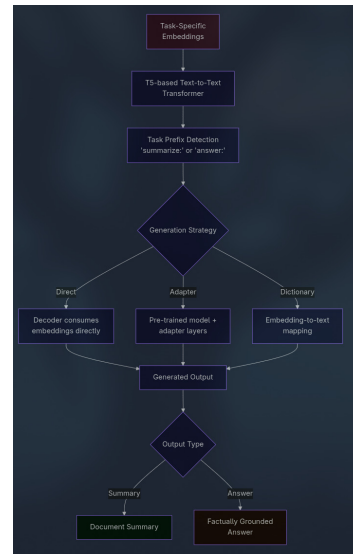 Task-Specific
Embeddings
T5-based Text-to-Text
Transformer
Task Prefix Detection
'summarize:' or 'answer:'
Generation Strategy
Direct
Adapter
Dictionary
Decoder consumes
embeddings directly
Pre-trained model +
adapter layers
Embedding-to-text
mapping
Generated Output
Output Type
Summary
Answer
Document Summary
Factually Grounded
Answer